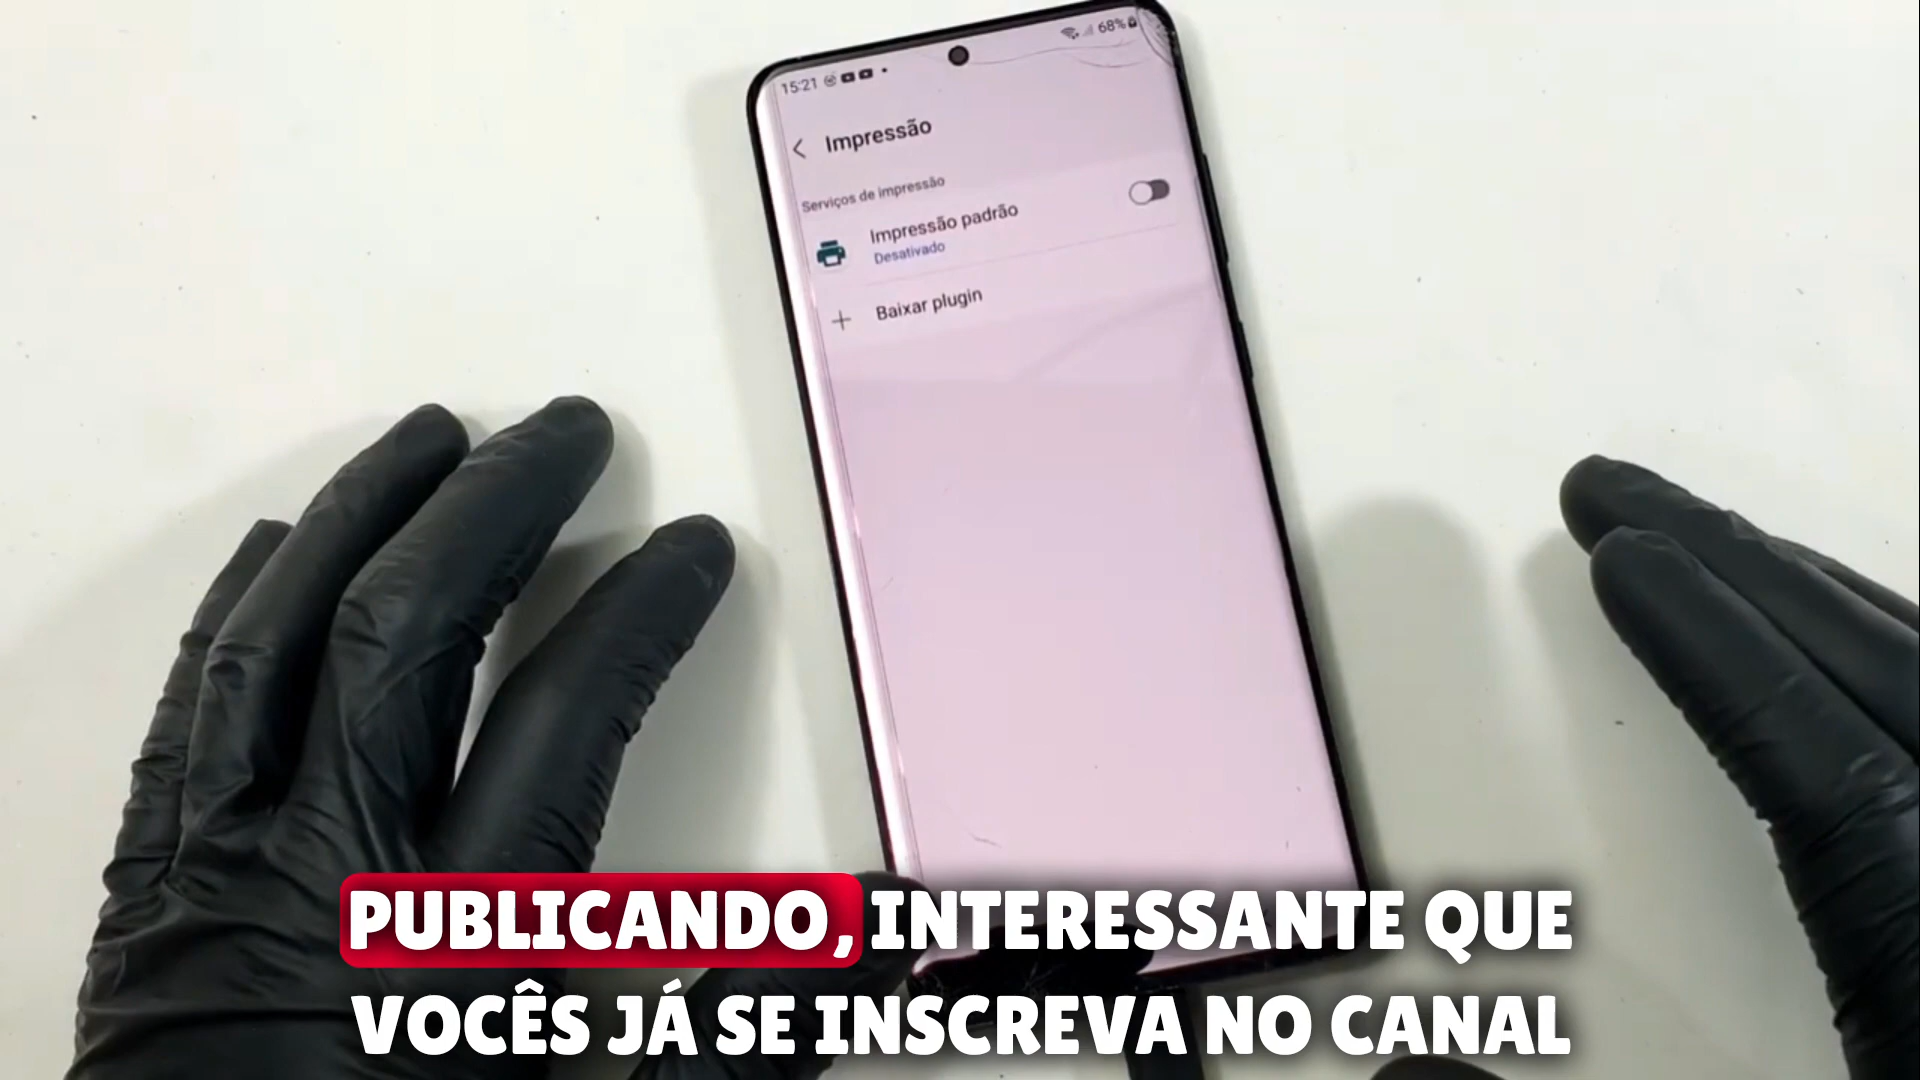 15:21
68%
Impressão
Serviços de impressão
Impressão padrão
Desativado
Baixar plugin
PUBLICANDO, INTERESSANTE QUE
VOCÊS JÁ SE INSCREVA NO CANAL